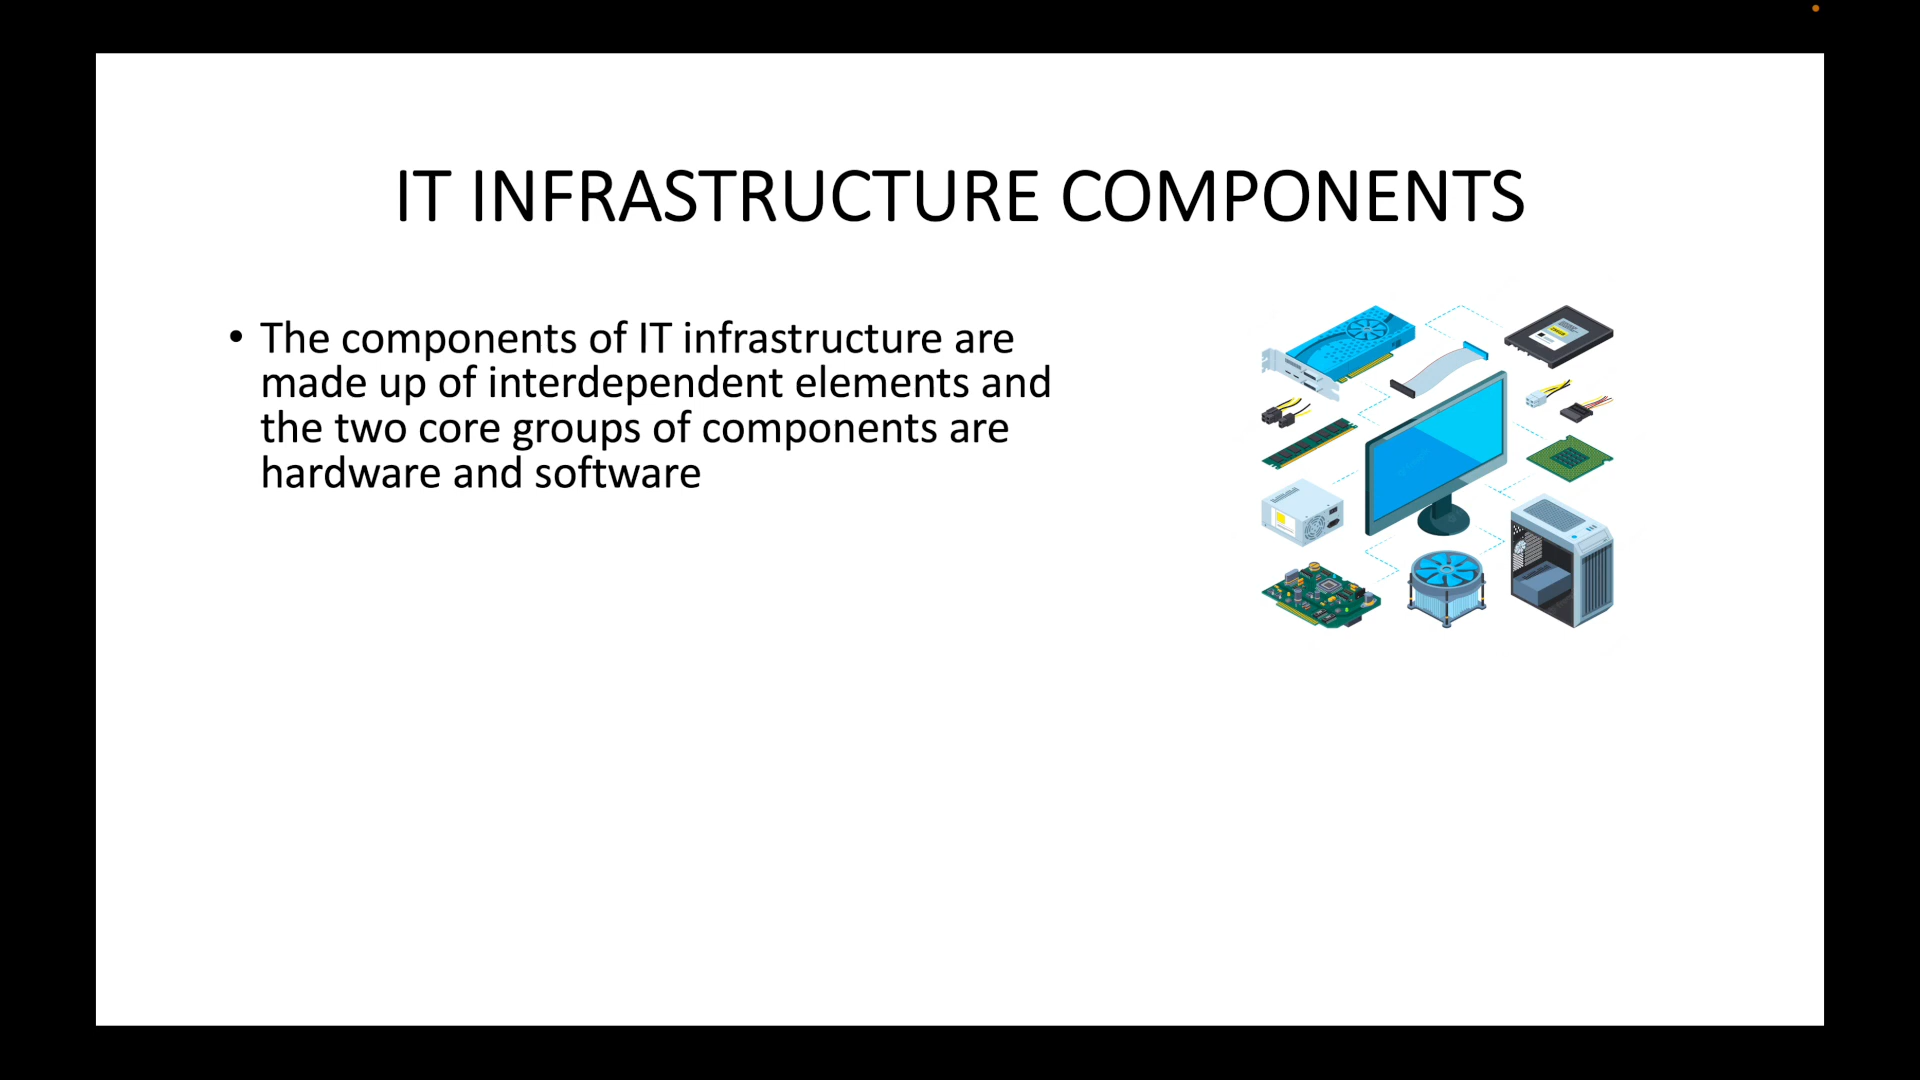 IT INFRASTRUCTURE COMPONENTS
• The components of IT infrastructure are
made up of interdependent elements and
the two core groups of components are
hardware and software